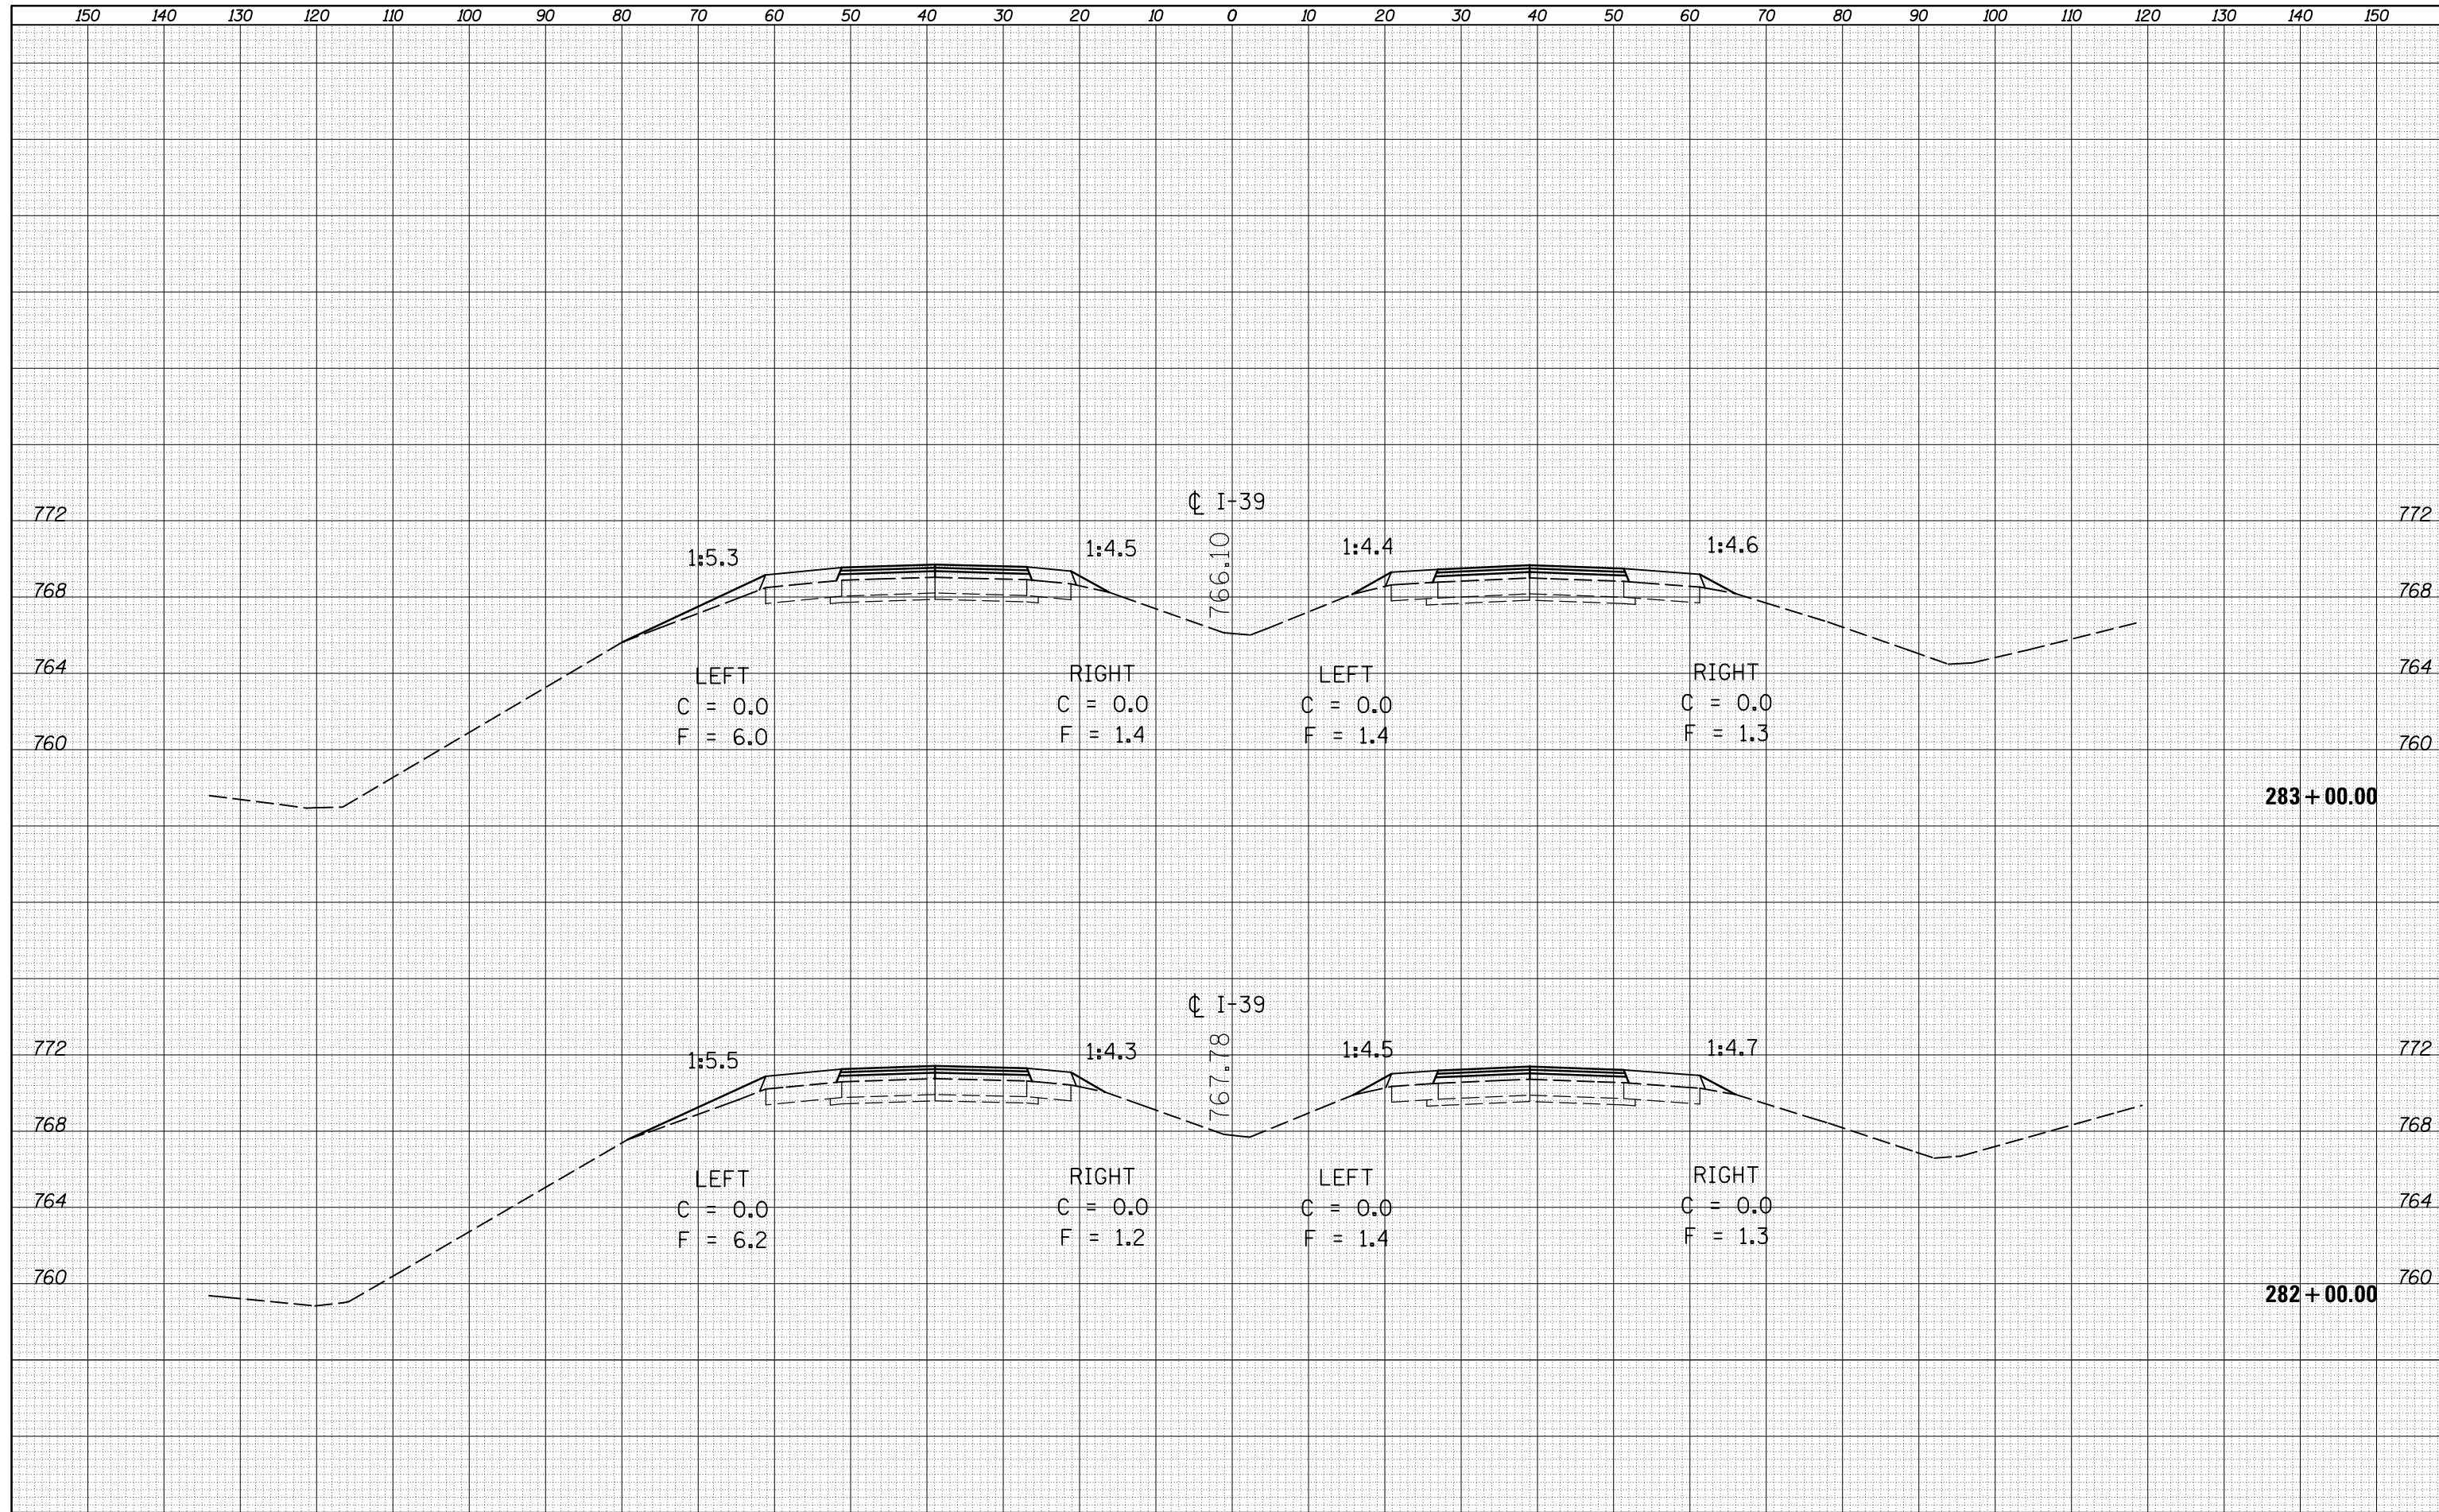 150 140 130 120 110 100 90 80 70 60 50 40 30 20 10 0 10 20 30 40 50 60 70 80 90 100 110 120 130 140 150
℄ I-39
772 772
1:5.3 1:4.5 766.10 1:4.4 1:4.6
768 768
764 764
LEFT RIGHT LEFT RIGHT
C = 0.0 C = 0.0 C = 0.0 C = 0.0
F = 6.0 F = 1.4 F = 1.4 F = 1.3
760 760
283+00.00
℄ I-39
772 772
1:5.5 1:4.3 767.78 1:4.5 1:4.7
768 768
LEFT RIGHT LEFT RIGHT
764 764
C = 0.0 C = 0.0 C = 0.0 C = 0.0
F = 6.2 F = 1.2 F = 1.4 F = 1.3
760 760
282+00.00